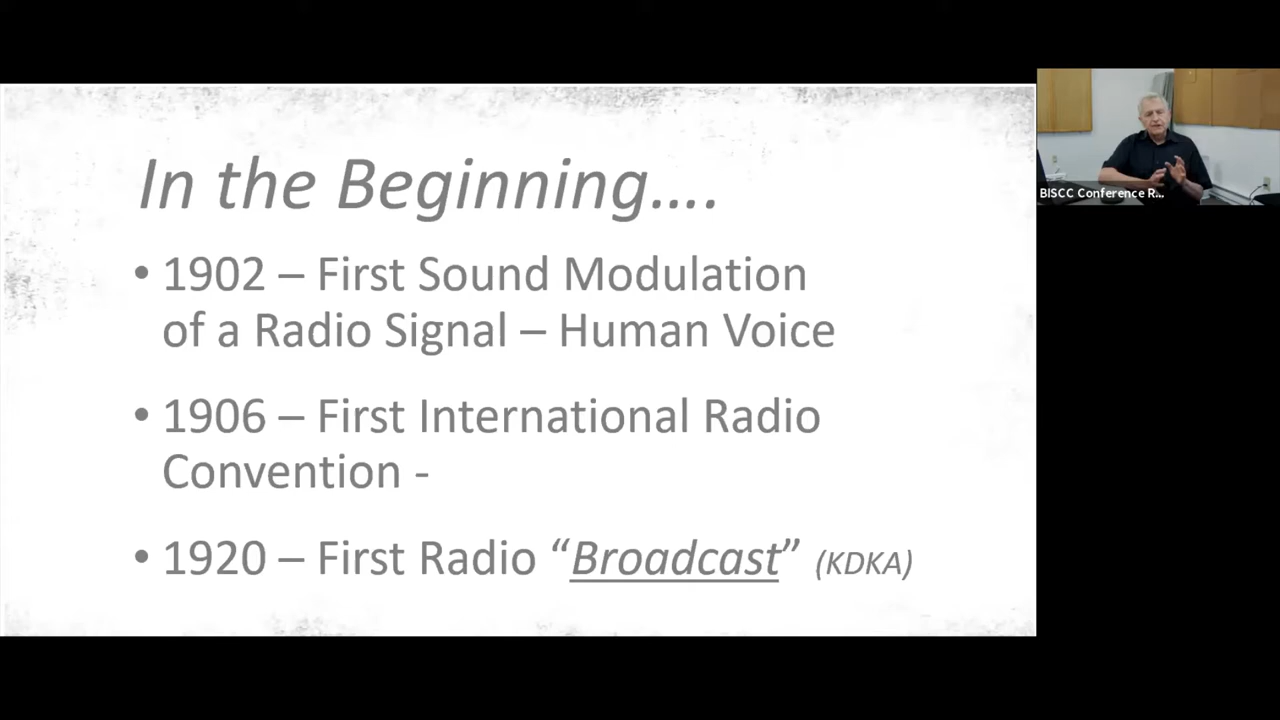 In the Beginning....
• 1902 – First Sound Modulation
of a Radio Signal – Human Voice
• 1906 – First International Radio
Convention -
• 1920 – First Radio “Broadcast” (KDKA)
BISCC Conference R...